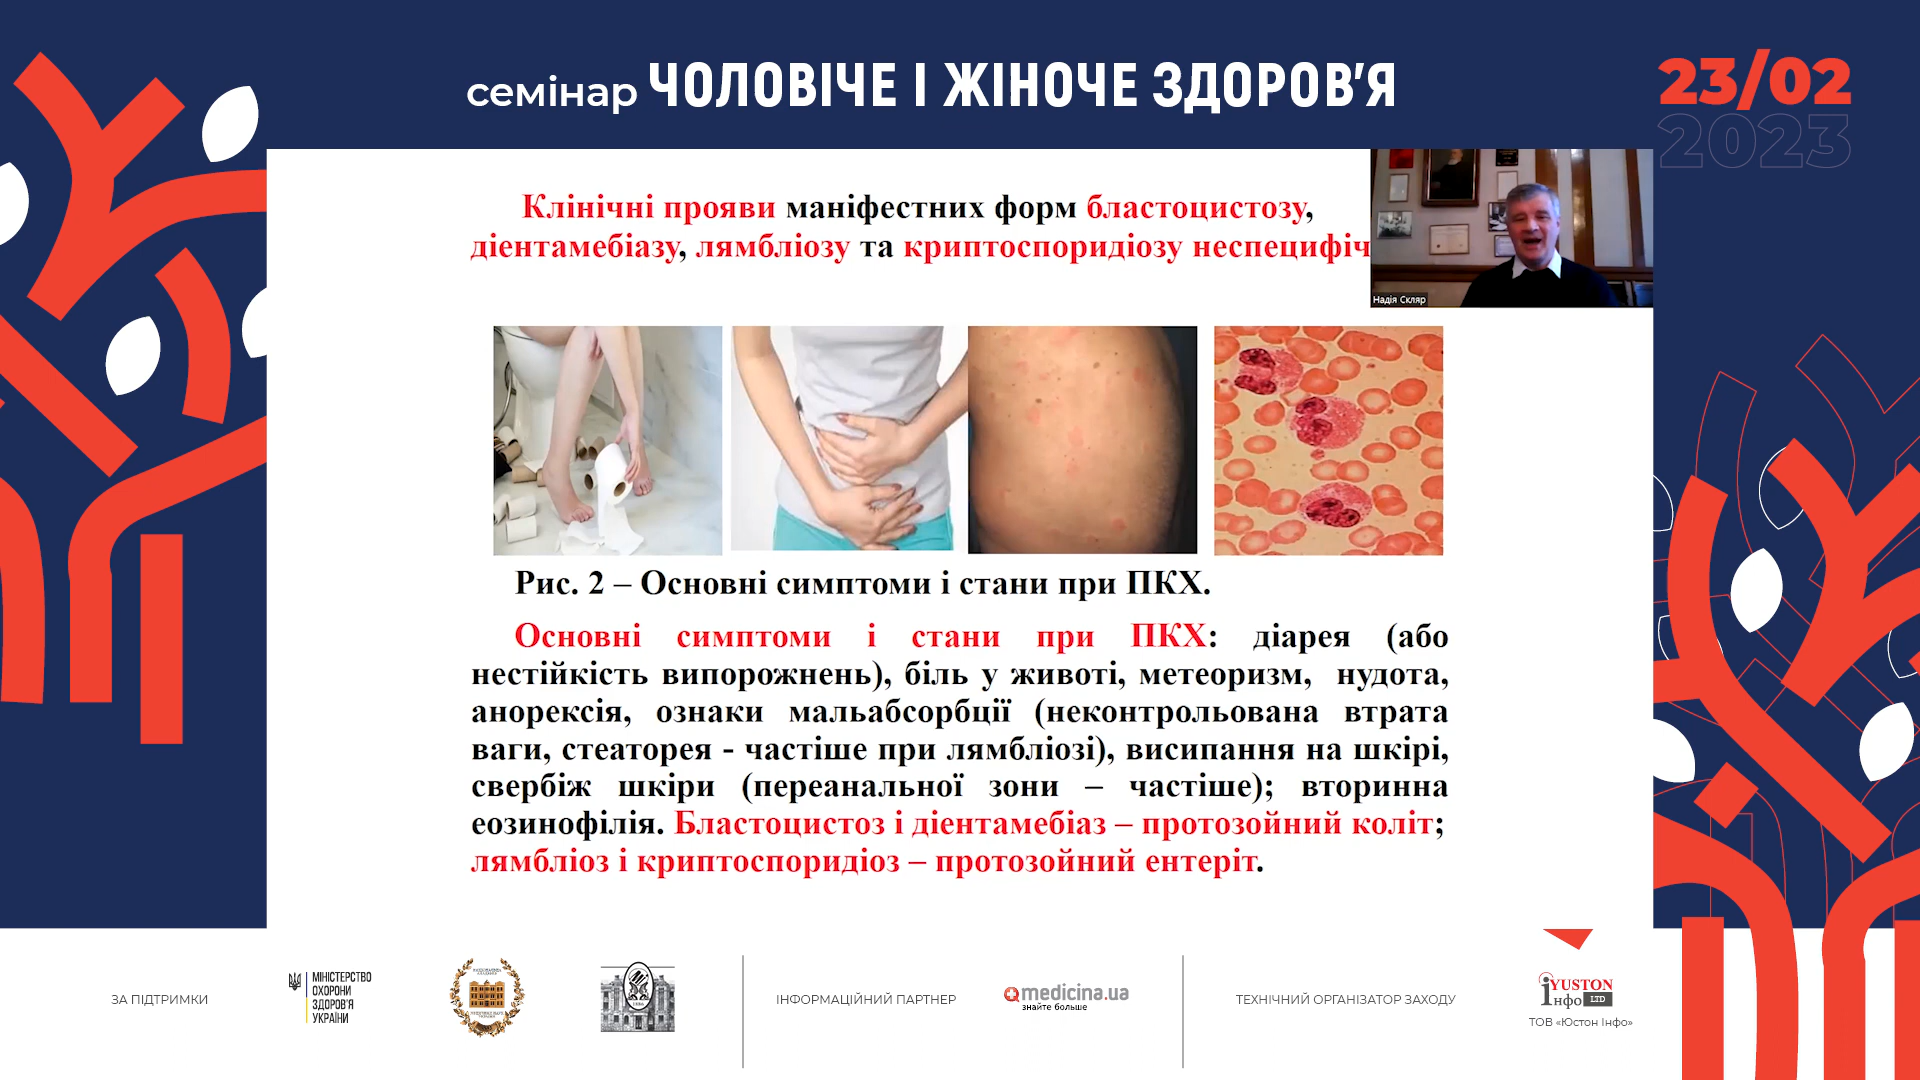 семінар ЧОЛОВІЧЕ І ЖІНОЧЕ ЗДОРОВ'Я
23/02
2023
Клінічні прояви маніфестних форм бластоцистозу,
діентамебіазу, лямбліозу та криптоспоридіозу неспецифіч
Надія Скляр
Рис. 2 – Основні симптоми і стани при ПКХ.
Основні симптоми і стани при ПКХ: діарея (або
нестійкість випорожнень), біль у животі, метеоризм, нудота,
анорексія, ознаки мальабсорбції (неконтрольована втрата
ваги, стеаторея - частіше при лямбліозі), висипання на шкірі,
свербіж шкіри (переанальної зони – частіше); вторинна
еозинофілія. Бластоцистоз і діентамебіаз – протозойний коліт;
лямбліоз і криптоспоридіоз – протозойний ентеріт.
ЗА ПІДТРИМКИ
МІНІСТЕРСТВО
ОХОРОНИ
ЗДОРОВ'Я
УКРАЇНИ
ІНФОРМАЦІЙНИЙ ПАРТНЕР
medicina.ua
знайте больше
ТЕХНІЧНИЙ ОРГАНІЗАТОР ЗАХОДУ
iYUSTON
нфо LTD
ТОВ «Юстон Інфо»